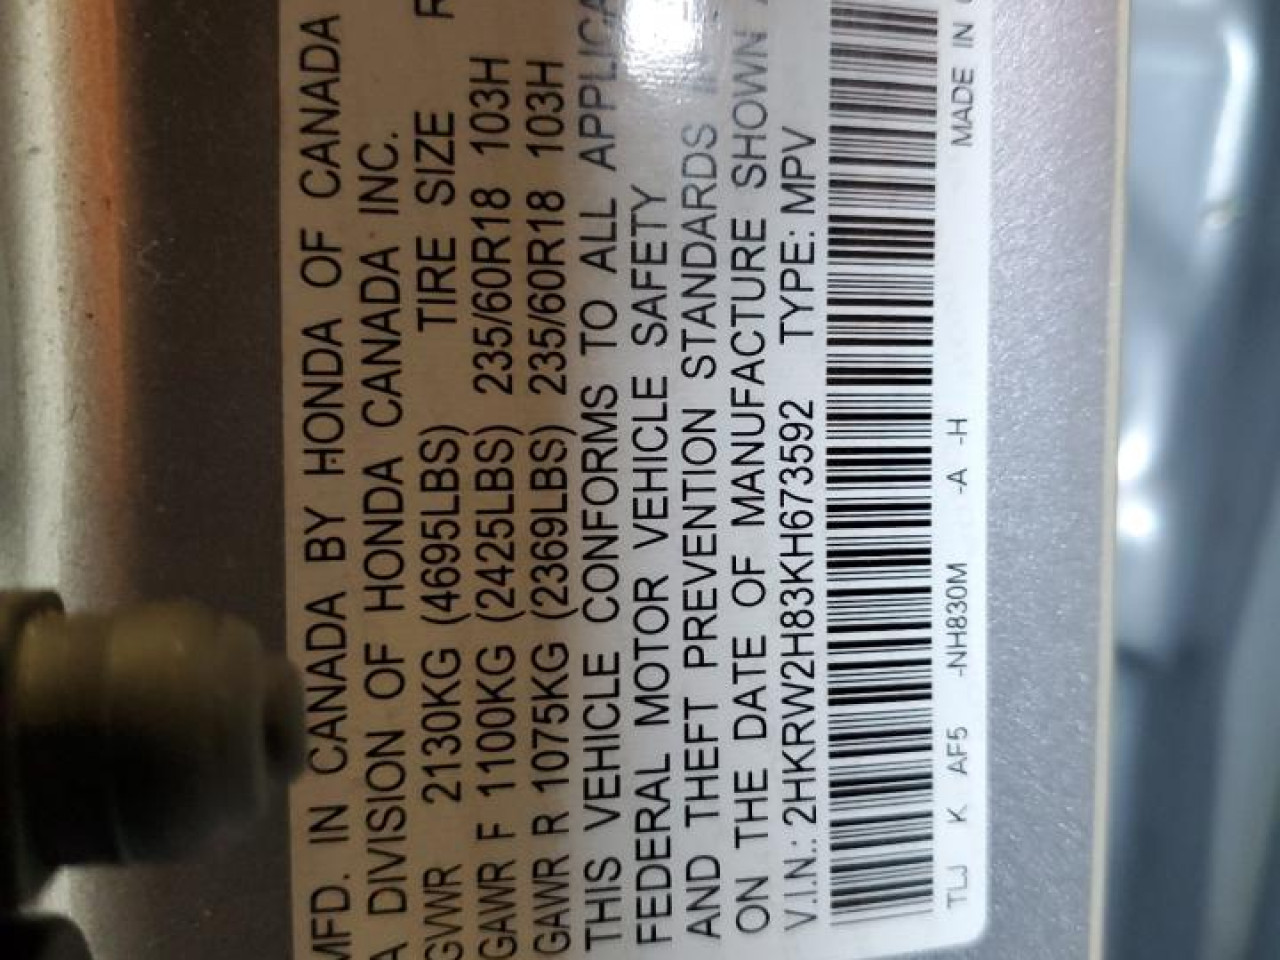 MFD. IN CANADA BY HONDA OF CANADA
A DIVISION OF HONDA CANADA INC.
GVWR 2130KG (4695LBS) TIRE SIZE
GAWR F 1100KG (2425LBS) 235/60R18 103H
GAWR R 1075KG (2369LBS) 235/60R18 103H
THIS VEHICLE CONFORMS TO ALL
FEDERAL MOTOR VEHICLE SAFETY
AND THEFT PREVENTION STANDARDS
ON THE DATE OF MANUFACTURE SHOWN
V.I.N.: 2HKRW2H83KH673592 TYPE: MPV
TLJ K AF5 -NH830M -A -H MADE IN